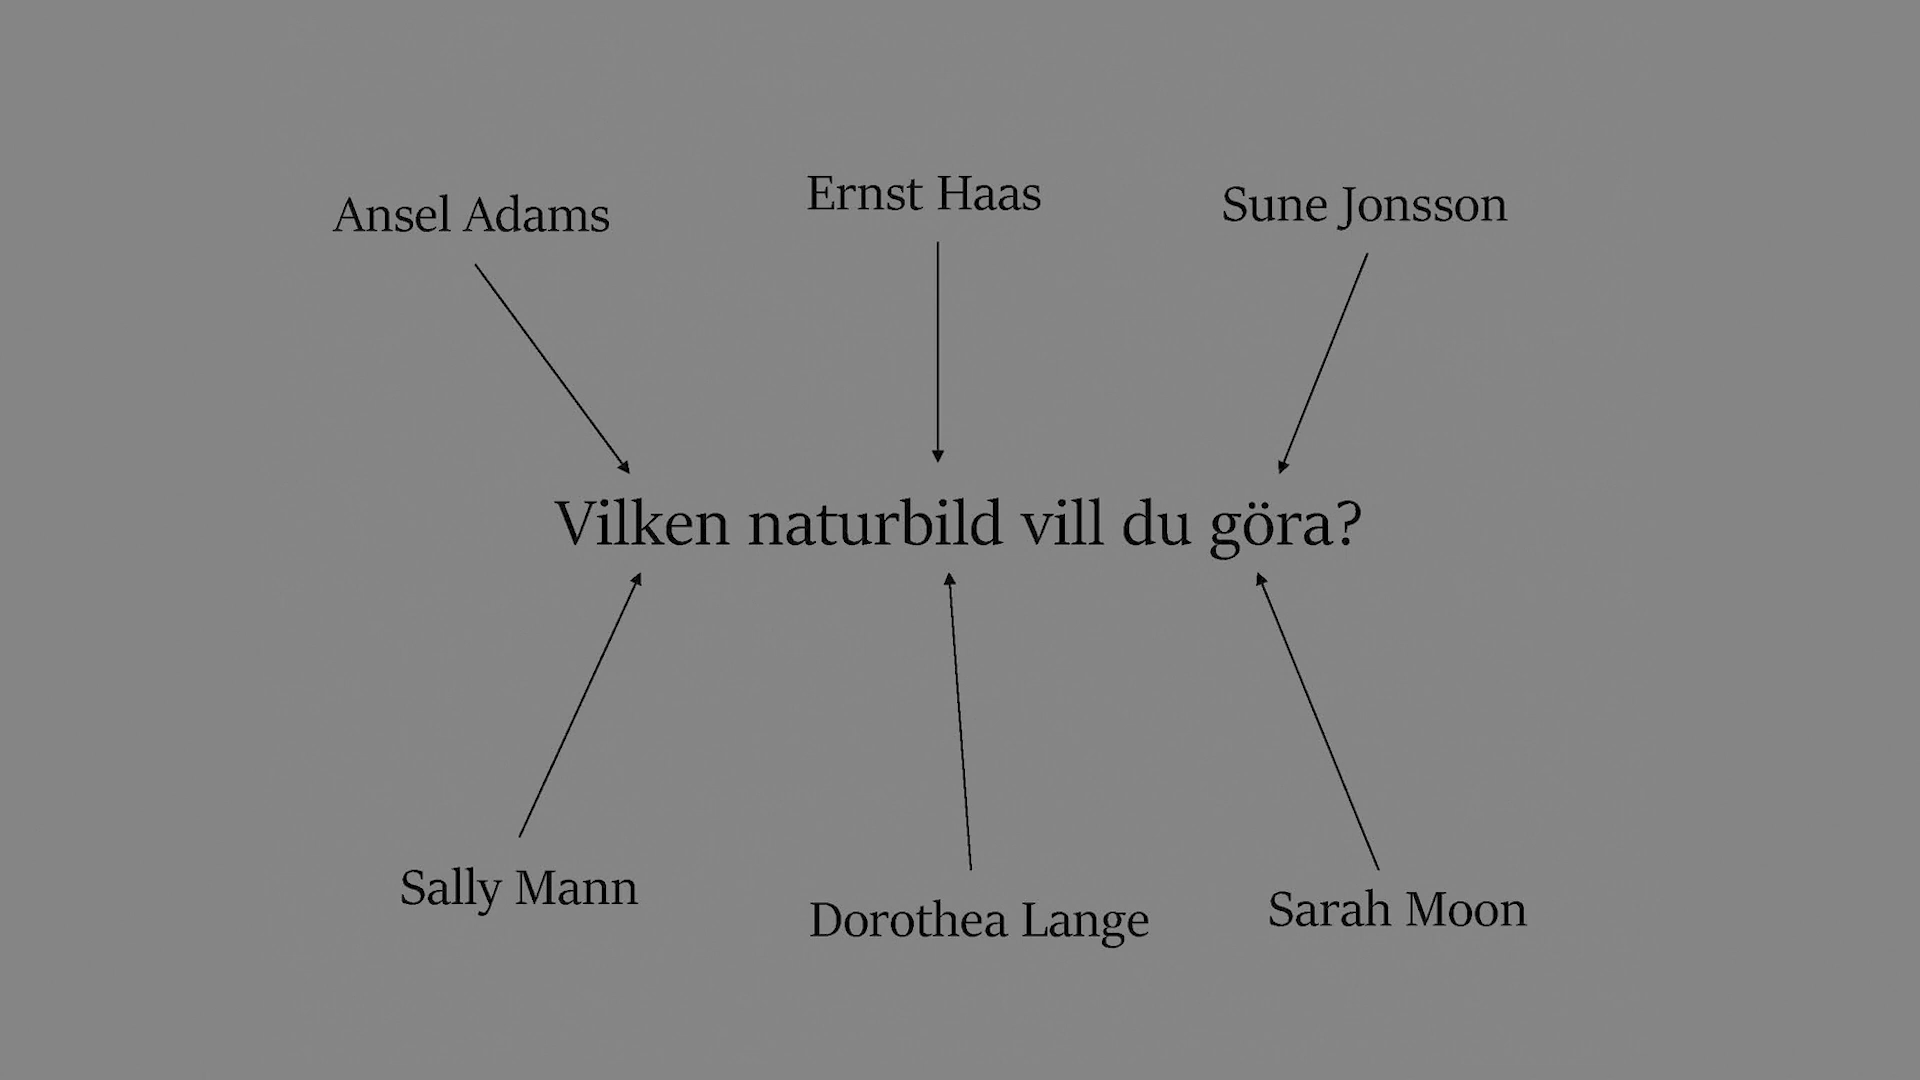 Ansel Adams
Ernst Haas
Sune Jonsson
Vilken naturbild vill du göra?
Sally Mann
Dorothea Lange
Sarah Moon